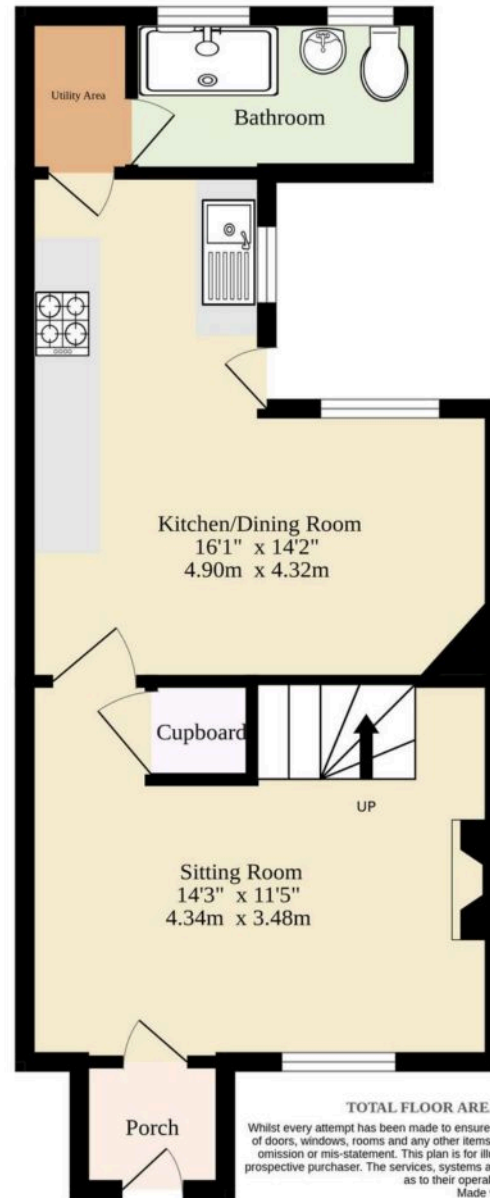 Utility Area
Bathroom
Kitchen/Dining Room
16'1" x 14'2"
4.90m x 4.32m
Cupboard
UP
Sitting Room
14'3" x 11'5"
4.34m x 3.48m
Porch
TOTAL FLOOR ARE
Whilst every attempt has been made to ensure
of doors, windows, rooms and any other items
omission or mis-statement. This plan is for
prospective purchaser. The services, systems
as to their
Made